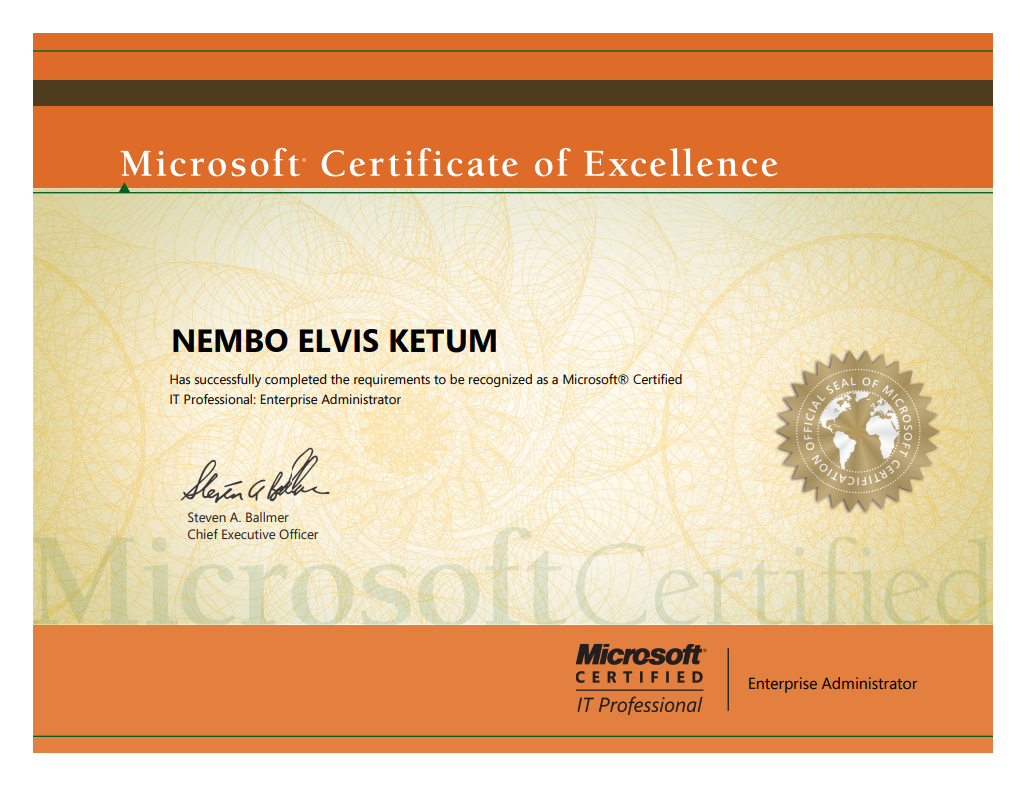 Microsoft® Certificate of Excellence
NEMBO ELVIS KETUM
Has successfully completed the requirements to be recognized as a Microsoft® Certified
IT Professional: Enterprise Administrator
Steven A Ballmer
Steven A. Ballmer
Chief Executive Officer
OFFICIAL SEAL OF MICROSOFT CERTIFICATION
MicrosoftCertified
Microsoft®
CERTIFIED
IT Professional
Enterprise Administrator